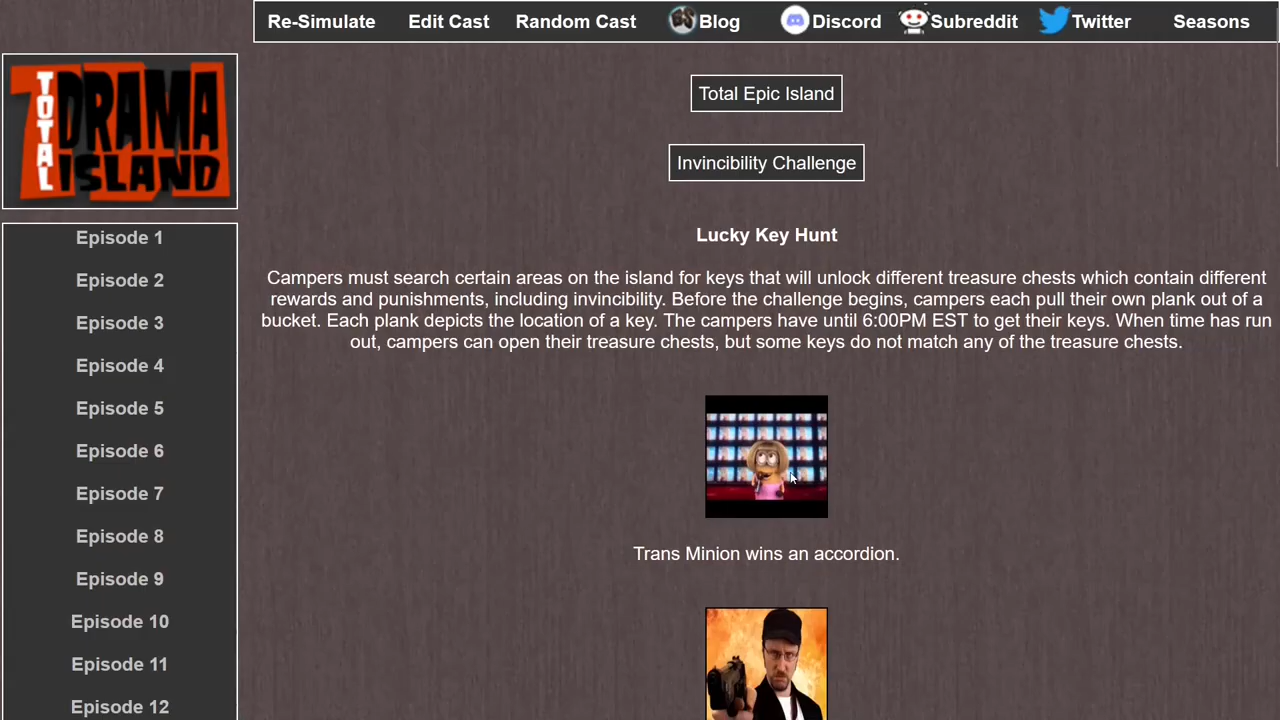 Re-Simulate Edit Cast Random Cast Blog Discord Subreddit Twitter Seasons
TOTAL DRAMA ISLAND
Episode 1
Episode 2
Episode 3
Episode 4
Episode 5
Episode 6
Episode 7
Episode 8
Episode 9
Episode 10
Episode 11
Episode 12
Total Epic Island
Invincibility Challenge
Lucky Key Hunt
Campers must search certain areas on the island for keys that will unlock different treasure chests which contain different
rewards and punishments, including invincibility. Before the challenge begins, campers each pull their own plank out of a
bucket. Each plank depicts the location of a key. The campers have until 6:00PM EST to get their keys. When time has run
out, campers can open their treasure chests, but some keys do not match any of the treasure chests.
Trans Minion wins an accordion.